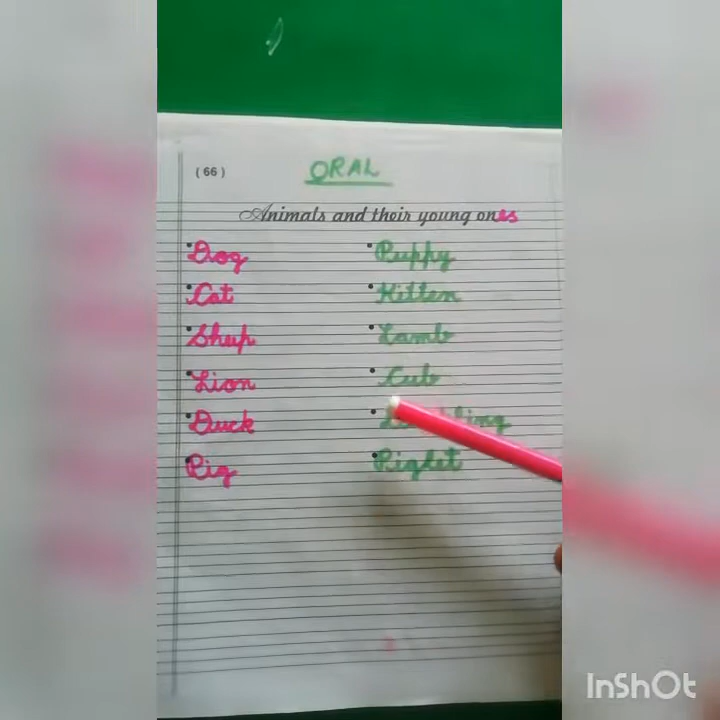 (66)
ORAL
Animals and their young ones
Dog Puppy
Cat Kitten
Sheep Lamb
Lion Cub
Duck
Pig Piglet
InShOt